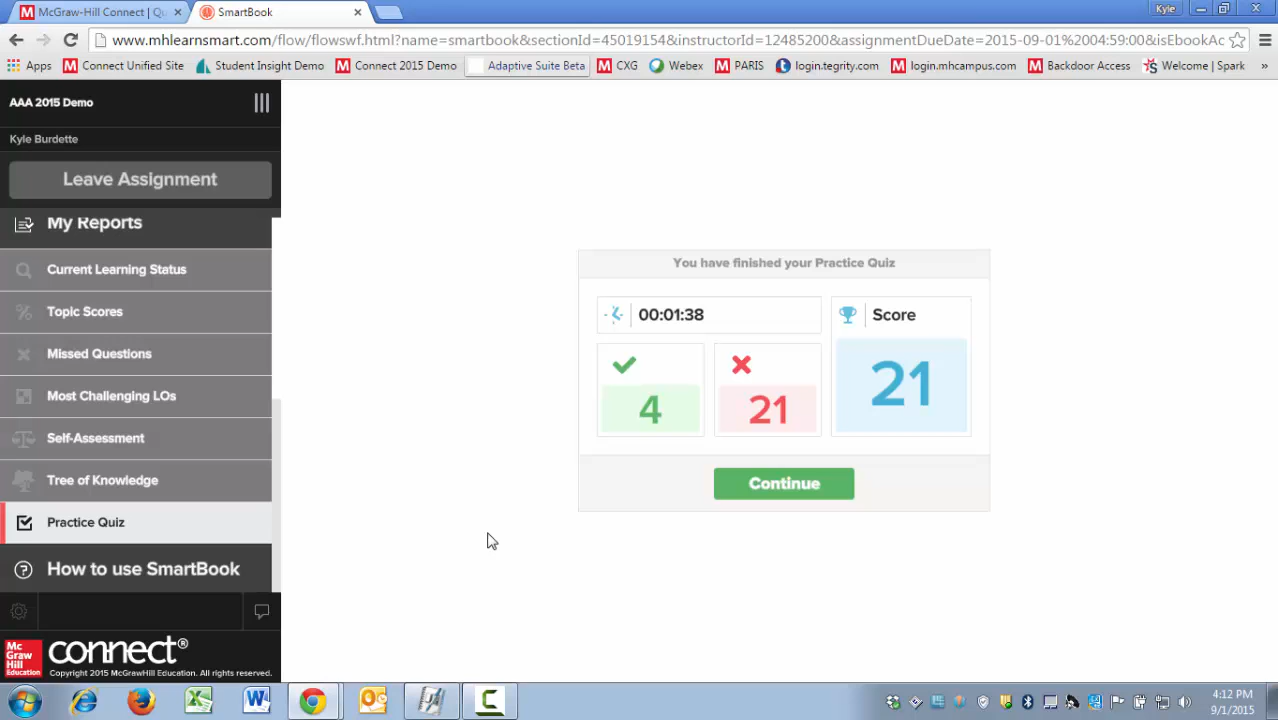 McGraw-Hill Connect | Qu
SmartBook
Kyle
www.mhlearnsmart.com/flow/flowswf.html?name=smartbook&sectionId=45019154&instructorId=12485200&assignmentDueDate=2015-09-01%2004:59:00&isEbookAc
Apps
Connect Unified Site
Student Insight Demo
Connect 2015 Demo
Adaptive Suite Beta
CXG
Webex
PARIS
login.tegrity.com
login.mhcampus.com
Backdoor Access
Welcome | Spark
»
AAA 2015 Demo
Kyle Burdette
Leave Assignment
My Reports
Current Learning Status
Topic Scores
Missed Questions
Most Challenging LOs
Self-Assessment
Tree of Knowledge
Practice Quiz
How to use SmartBook
Mc
Graw
Hill
Education
connect®
Copyright 2015 McGrawHill Education. All rights reserved.
You have finished your Practice Quiz
00:01:38
Score
4
21
21
Continue
4:12 PM
9/1/2015